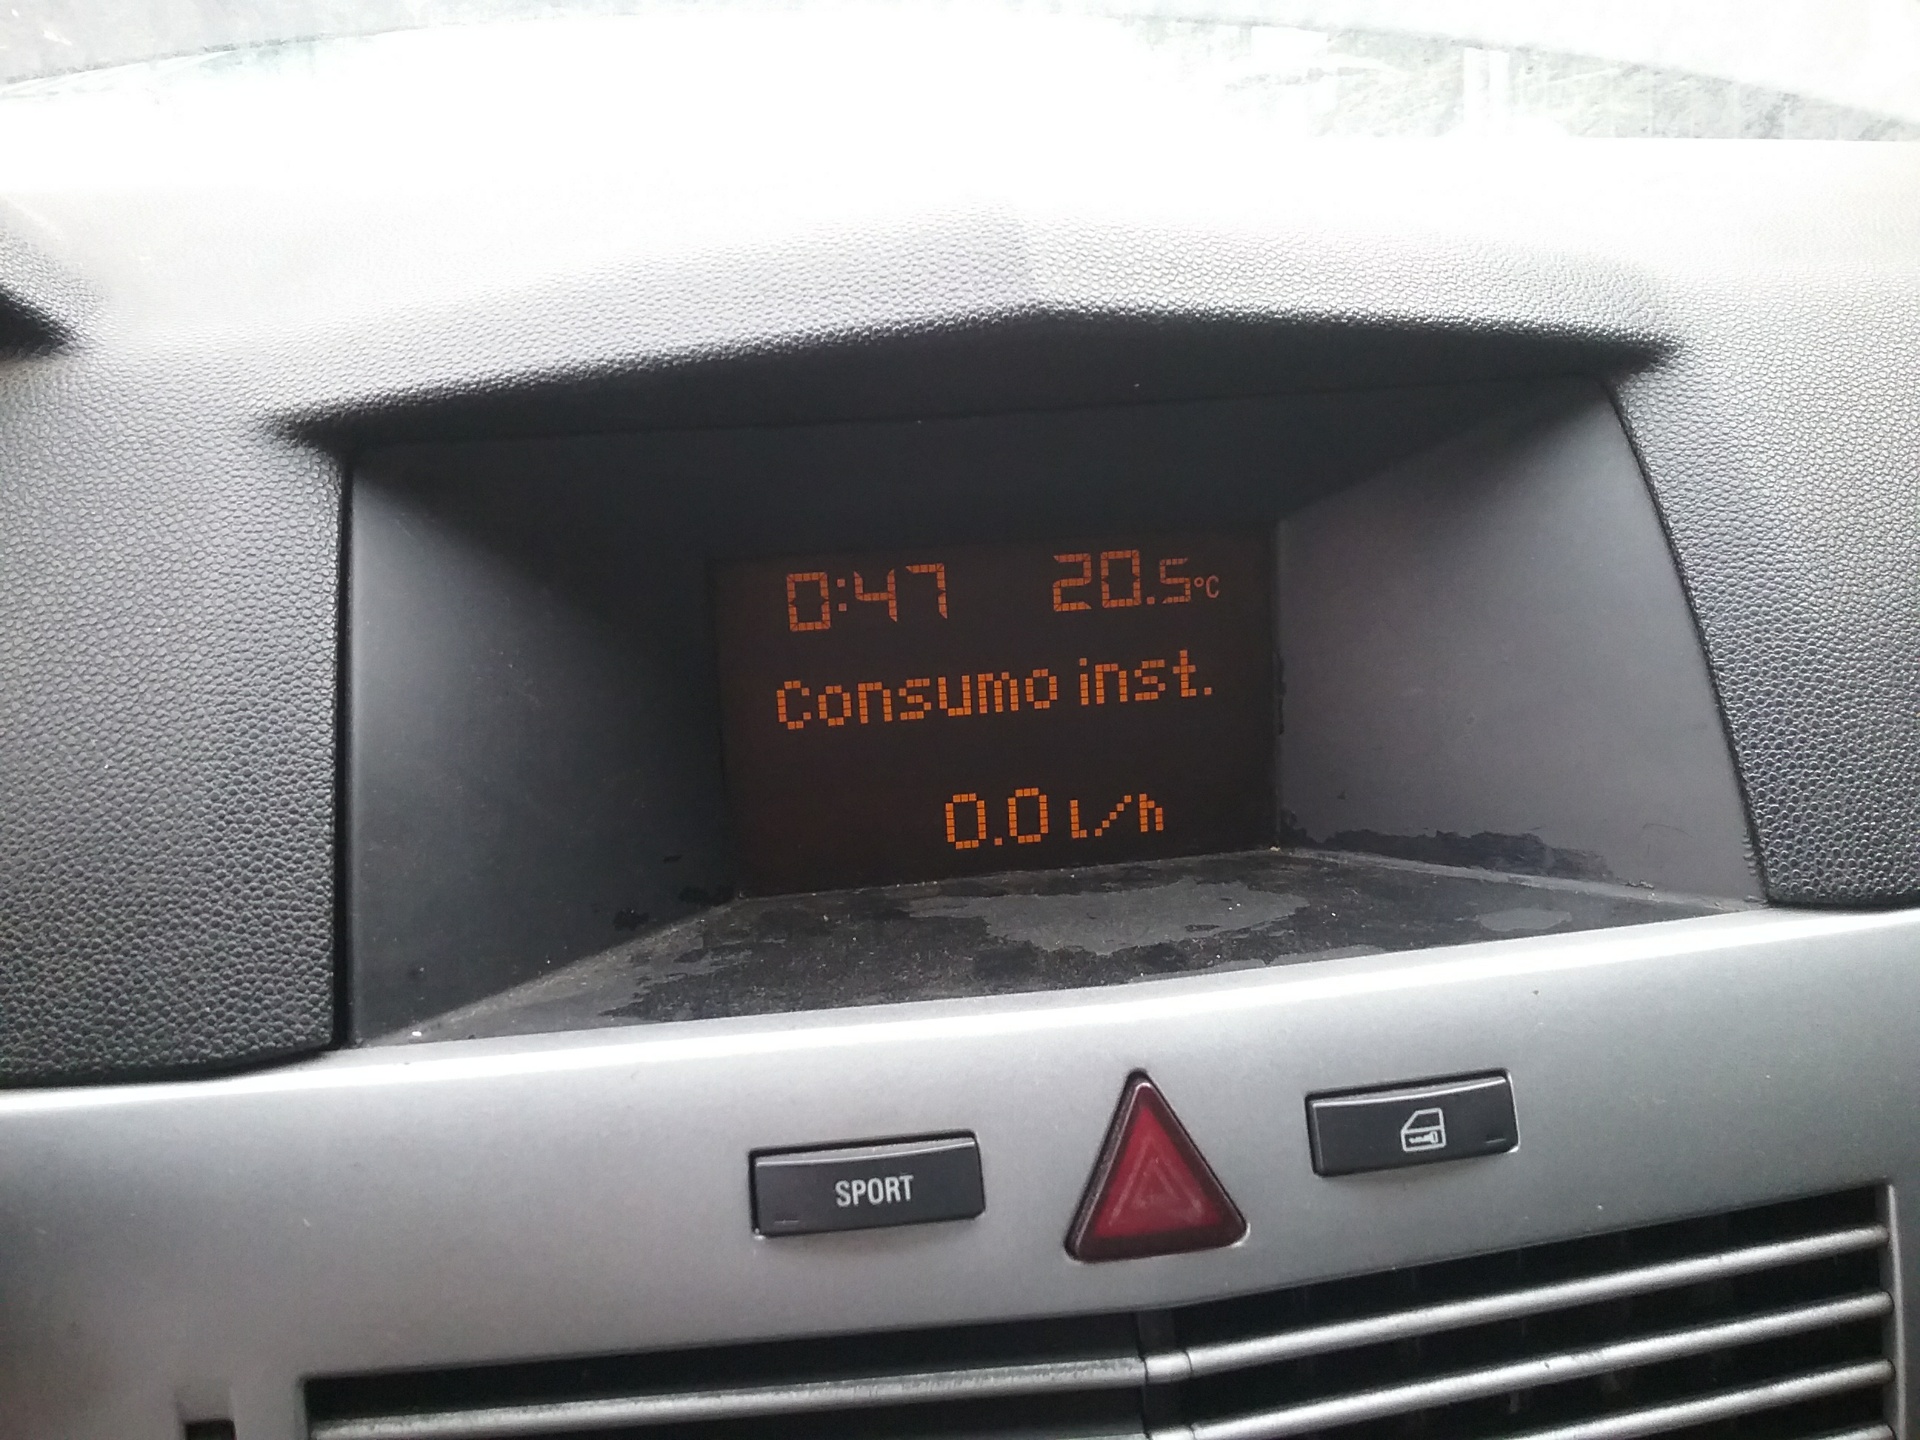 0:47 20.5°C
Consumo inst.
0.0 l/h
SPORT